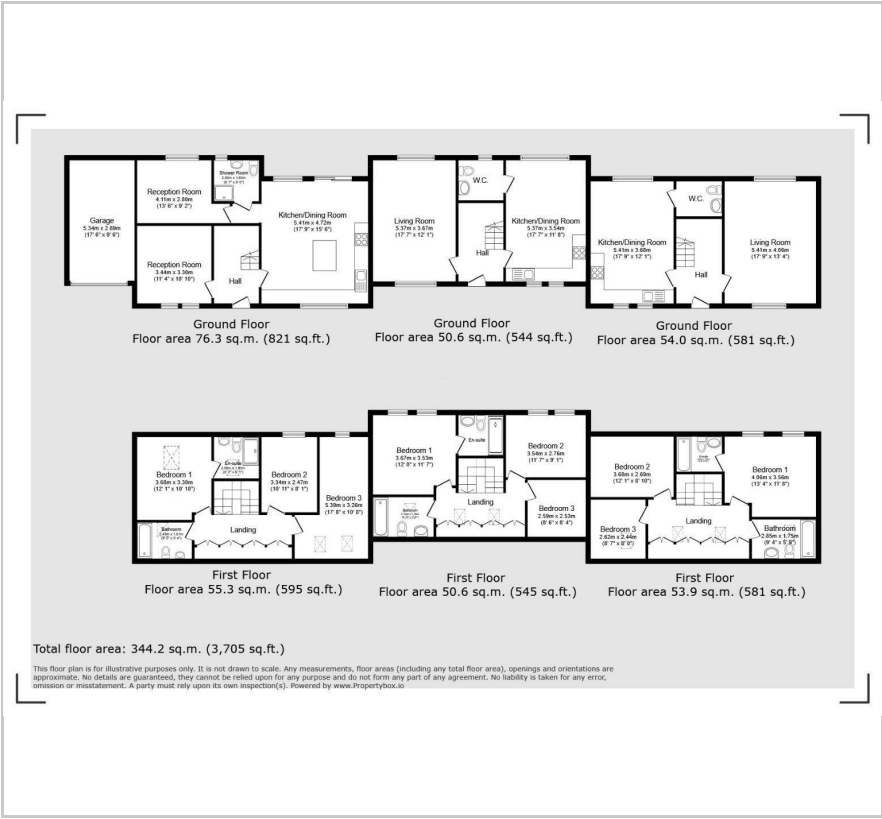 Garage
5.34m x 2.89m
(17' 6" x 9' 6")
Reception Room
4.11m x 2.80m
(13' 6" x 9' 2")
Shower Room
Reception Room
3.44m x 3.30m
(11' 4" x 10' 10")
Hall
Kitchen/Dining Room
5.41m x 4.72m
(17' 9" x 15' 6")
Ground Floor
Floor area 76.3 sq.m. (821 sq.ft.)
Living Room
5.37m x 3.67m
(17' 7" x 12' 1")
W.C.
Hall
Kitchen/Dining Room
5.37m x 3.54m
(17' 7" x 11' 8")
Ground Floor
Floor area 50.6 sq.m. (544 sq.ft.)
Kitchen/Dining Room
5.41m x 3.68m
(17' 9" x 12' 1")
W.C.
Hall
Living Room
5.41m x 4.06m
(17' 9" x 13' 4")
Ground Floor
Floor area 54.0 sq.m. (581 sq.ft.)
Bedroom 1
3.68m x 3.30m
(12' 1" x 10' 10")
En-suite
Bedroom 2
3.34m x 2.47m
(10' 11" x 8' 1")
Bedroom 3
5.39m x 3.26m
(17' 8" x 10' 8")
Bathroom
Landing
First Floor
Floor area 55.3 sq.m. (595 sq.ft.)
Bedroom 1
3.67m x 3.53m
(12' 0" x 11' 7")
En-suite
Bedroom 2
3.54m x 2.76m
(11' 7" x 9' 1")
Bathroom
Landing
Bedroom 3
2.59m x 2.53m
(8' 6" x 8' 4")
First Floor
Floor area 50.6 sq.m. (545 sq.ft.)
Bedroom 2
3.68m x 2.69m
(12' 1" x 8' 10")
Bedroom 1
4.06m x 3.56m
(13' 4" x 11' 8")
Bedroom 3
2.62m x 2.44m
(8' 7" x 8' 0")
Landing
Bathroom
2.85m x 1.75m
(9' 4" x 5' 9")
First Floor
Floor area 53.9 sq.m. (581 sq.ft.)
Total floor area: 344.2 sq.m. (3,705 sq.ft.)
This floor plan is for illustrative purposes only. It is not drawn to scale. Any measurements, floor areas (including any total floor area), openings and orientations are
approximate. No details are guaranteed, they cannot be relied upon for any purpose and do not form any part of any agreement. No liability is taken for any error,
omission or misstatement. A party must rely upon its own inspection(s). Powered by www.Propertybox.io